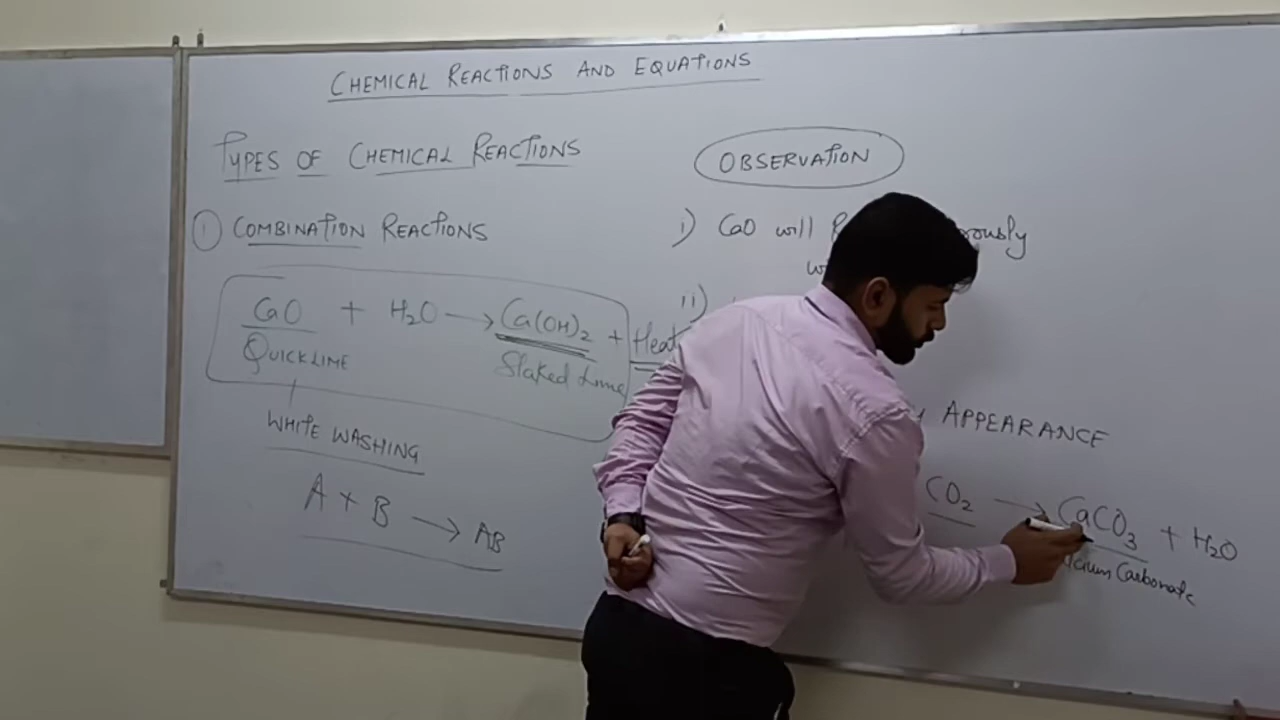 CHEMICAL REACTIONS AND EQUATIONS
TYPES OF CHEMICAL REACTIONS
① COMBINATION REACTIONS
CaO + H₂O → Ca(OH)₂ + Heat
QUICKLIME
Slaked Lime
WHITE WASHING
A + B → AB
OBSERVATION
i) CaO will
ii)
APPEARANCE
CO₂ → CaCO₃ + H₂O
Carbonate